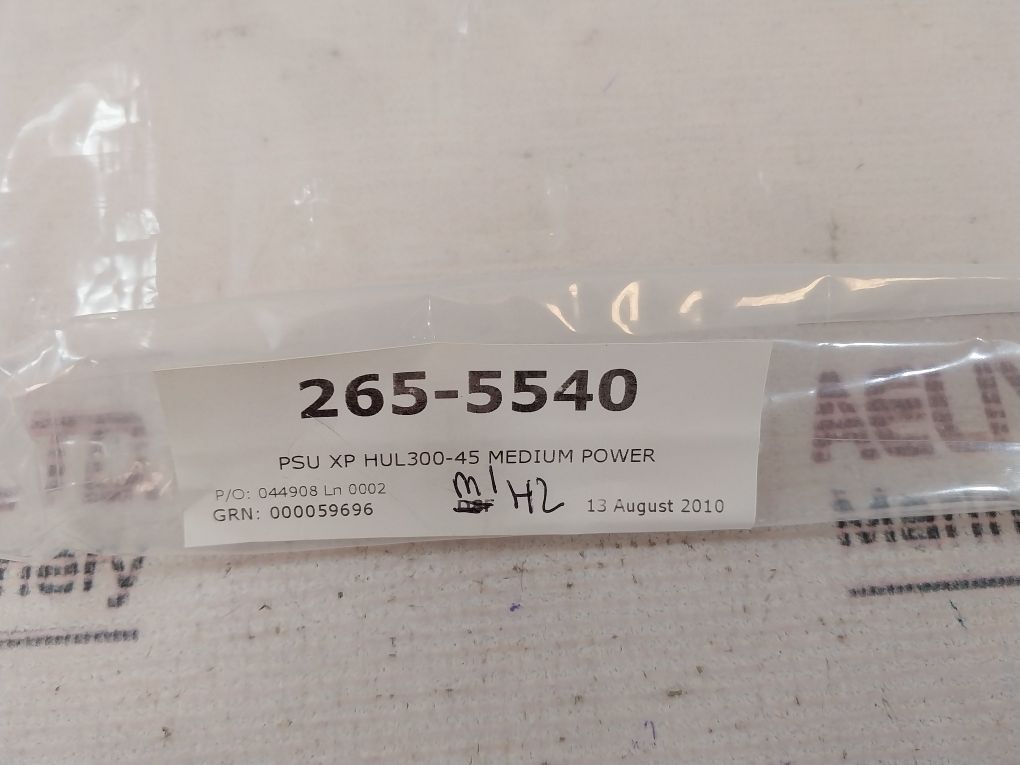 265-5540
PSU XP HUL300-45 MEDIUM POWER
P/O: 044908 Ln 0002
M1 H2
GRN: 000059696
13 August 2010